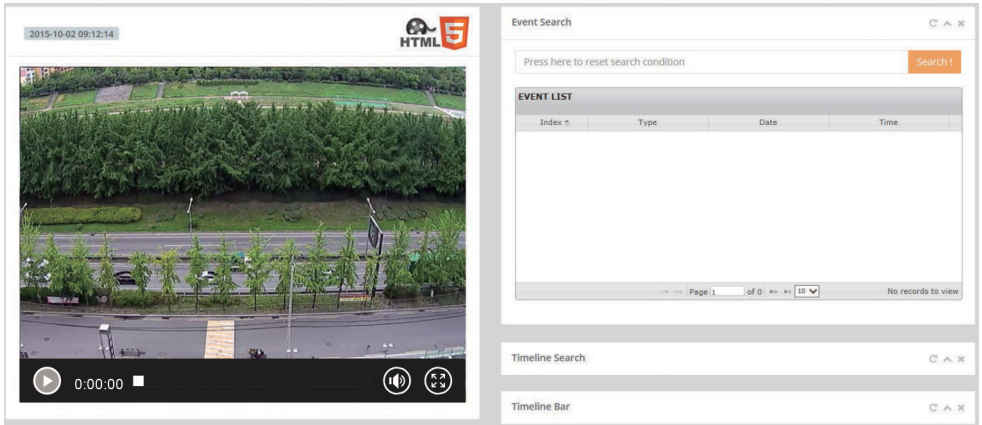 2015-10-02 09:12:14
HTML 5
0:00:00
Event Search
Press here to reset search condition
Search !
EVENT LIST
Index Type Date Time
Page 1 of 0 10 No records to view
Timeline Search
Timeline Bar